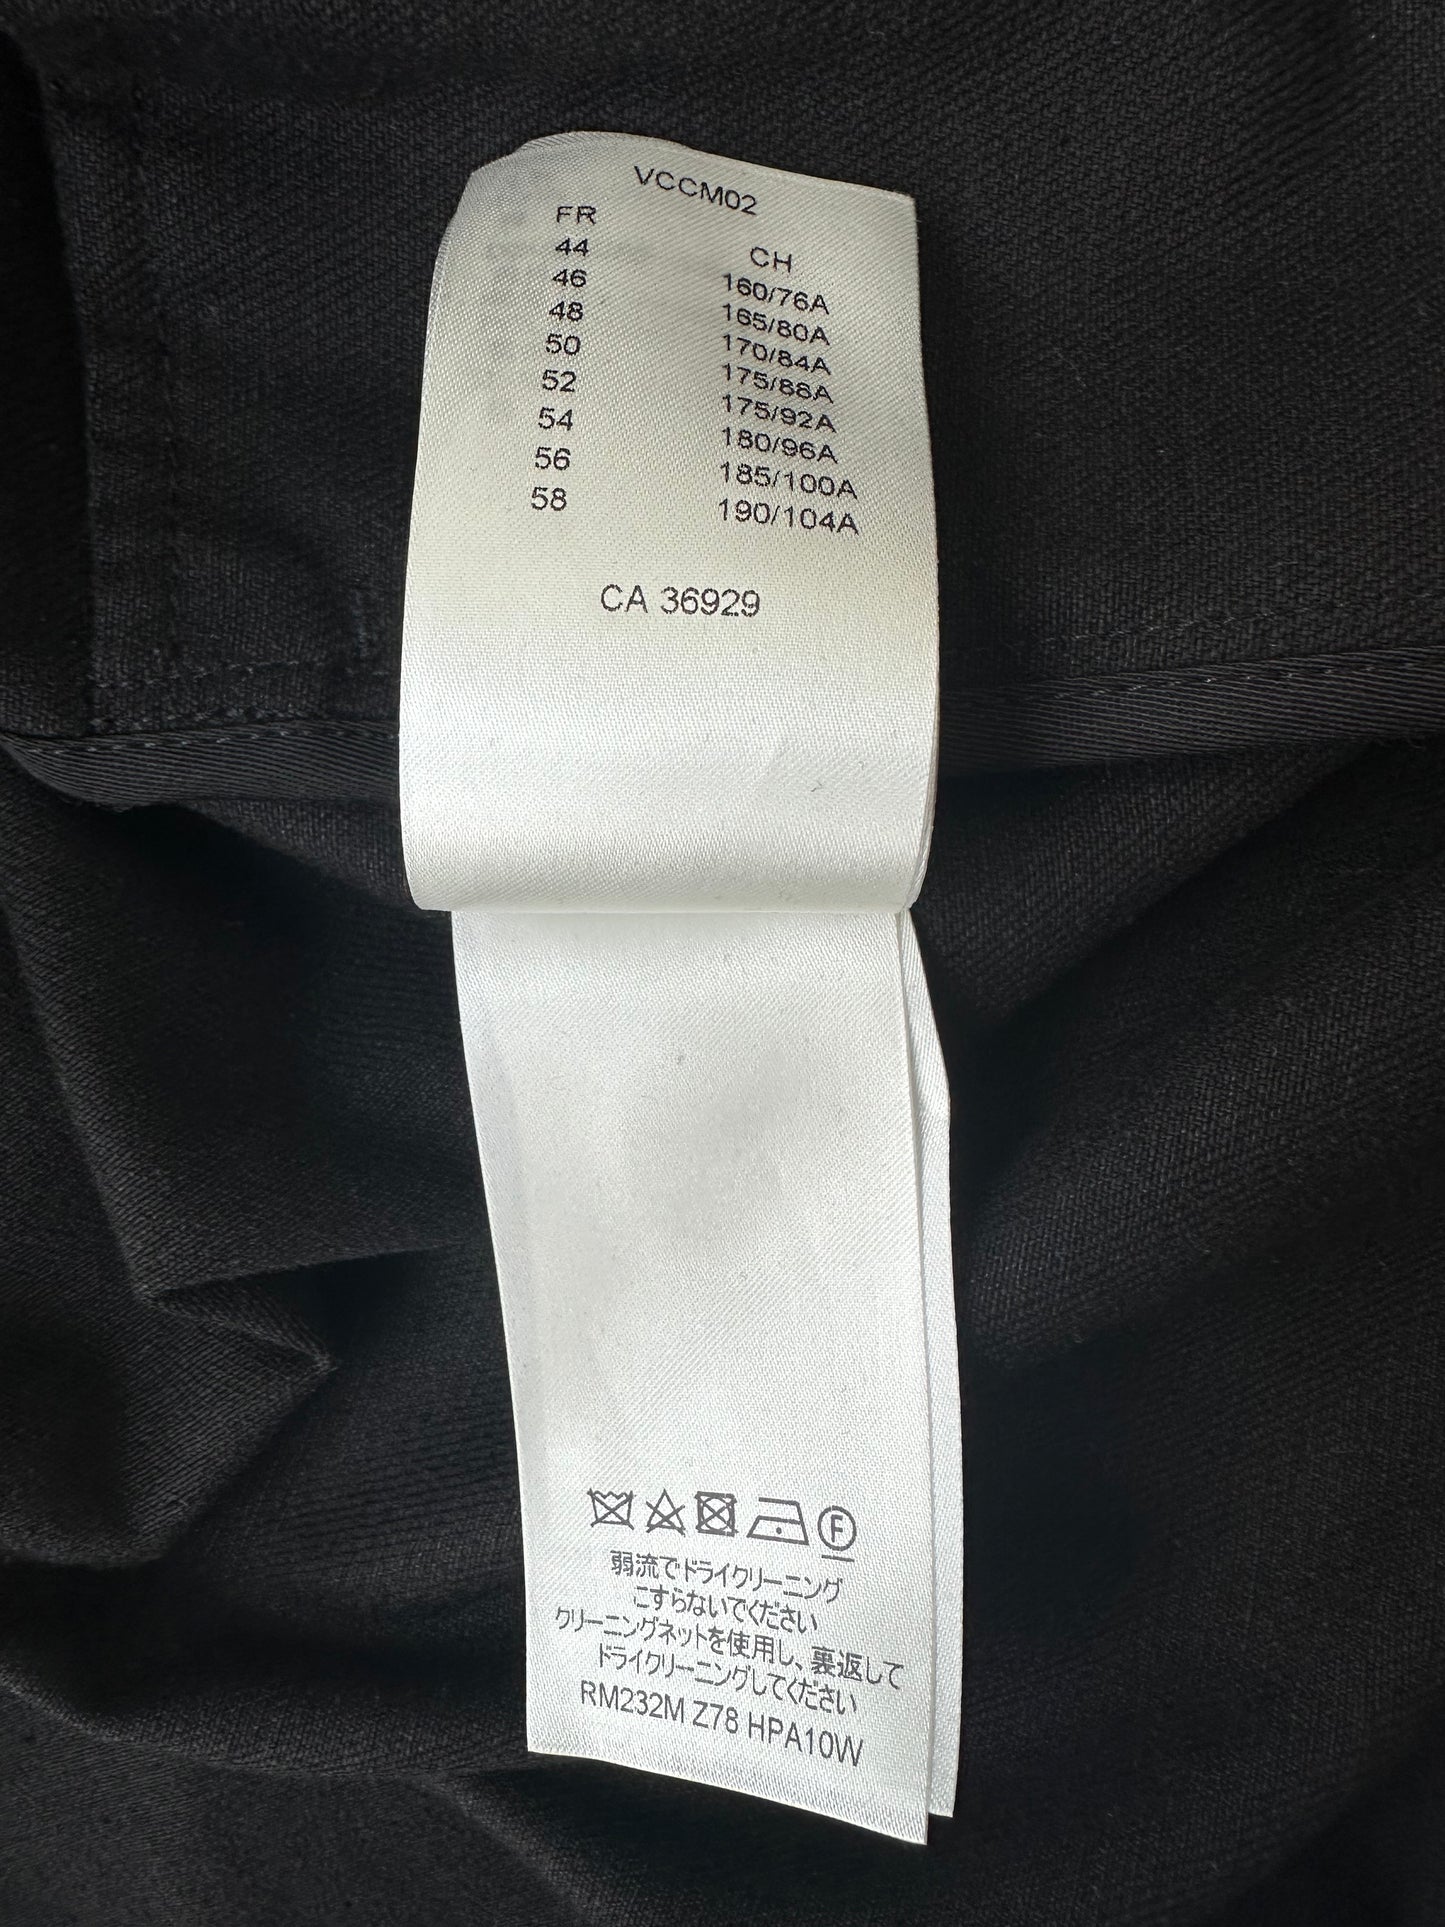 VCCM02
FR CH
44 160/76A
46 165/80A
48 170/84A
50 175/88A
52 175/92A
54 180/96A
56 185/100A
58 190/104A
CA 36929
F
弱流でドライクリーニング
こすらないでください
クリーニングネットを使用し、裏返して
ドライクリーニングしてください
RM232M Z78 HPA10W